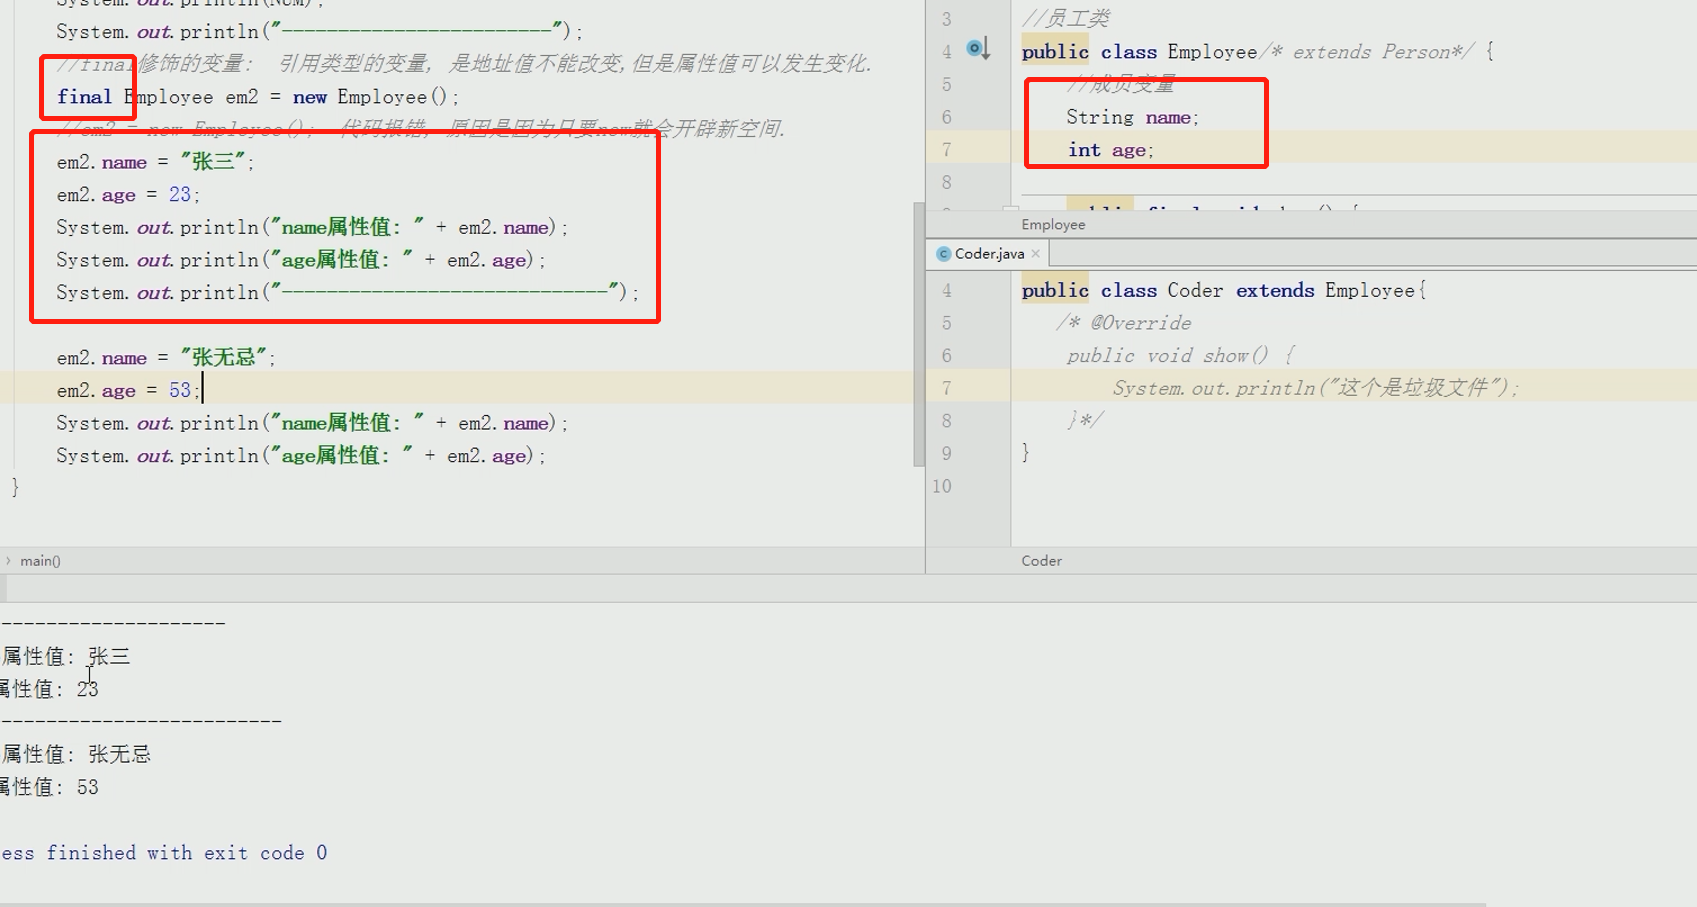 System.out.println(NUM);
System.out.println("------------------------");
//final修饰的变量: 引用类型的变量, 是地址值不能改变,但是属性值可以发生变化.
final Employee em2 = new Employee();
//em2 = new Employee(); 代码报错, 原因是因为只要new就会开辟新空间.
em2.name = "张三";
em2.age = 23;
System.out.println("name属性值: " + em2.name);
System.out.println("age属性值: " + em2.age);
System.out.println("-----------------------------");
em2.name = "张无忌";
em2.age = 53;
System.out.println("name属性值: " + em2.name);
System.out.println("age属性值: " + em2.age);
}
› main()
3 //员工类
4 public class Employee/* extends Person*/ {
5 //成员变量
6 String name;
7 int age;
8
Employee
Coder.java ×
4 public class Coder extends Employee{
5 /* @Override
6 public void show() {
7 System.out.println("这个是垃圾文件");
8 }*/
9 }
10
Coder
--------------------
属性值: 张三
属性值: 23
-------------------------
属性值: 张无忌
属性值: 53
ess finished with exit code 0